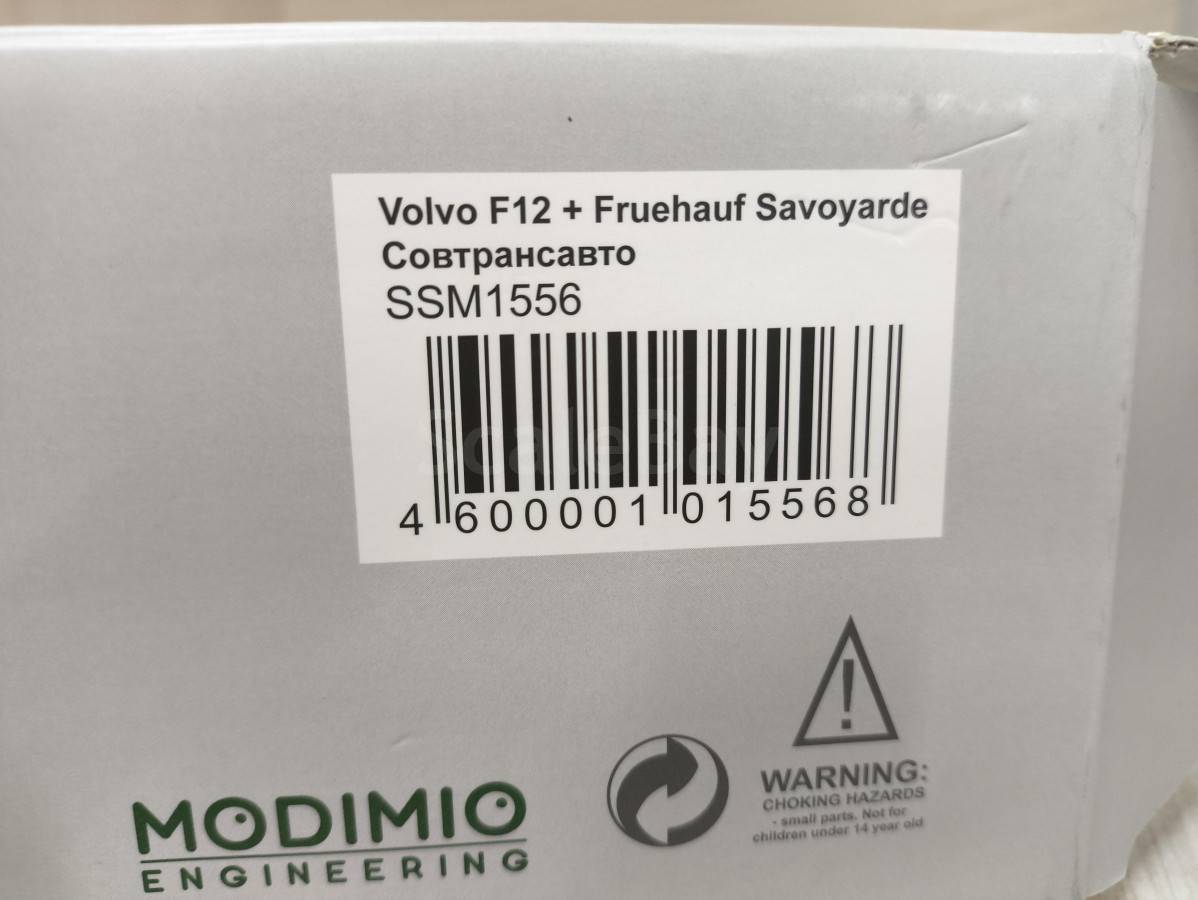 Volvo F12 + Fruehauf Savoyarde
Совтрансавто
SSM1556
ScaleBay
4 600001 015568
WARNING:
CHOKING HAZARDS
- small parts. Not for
children under 14 year old
MODIMIO
ENGINEERING